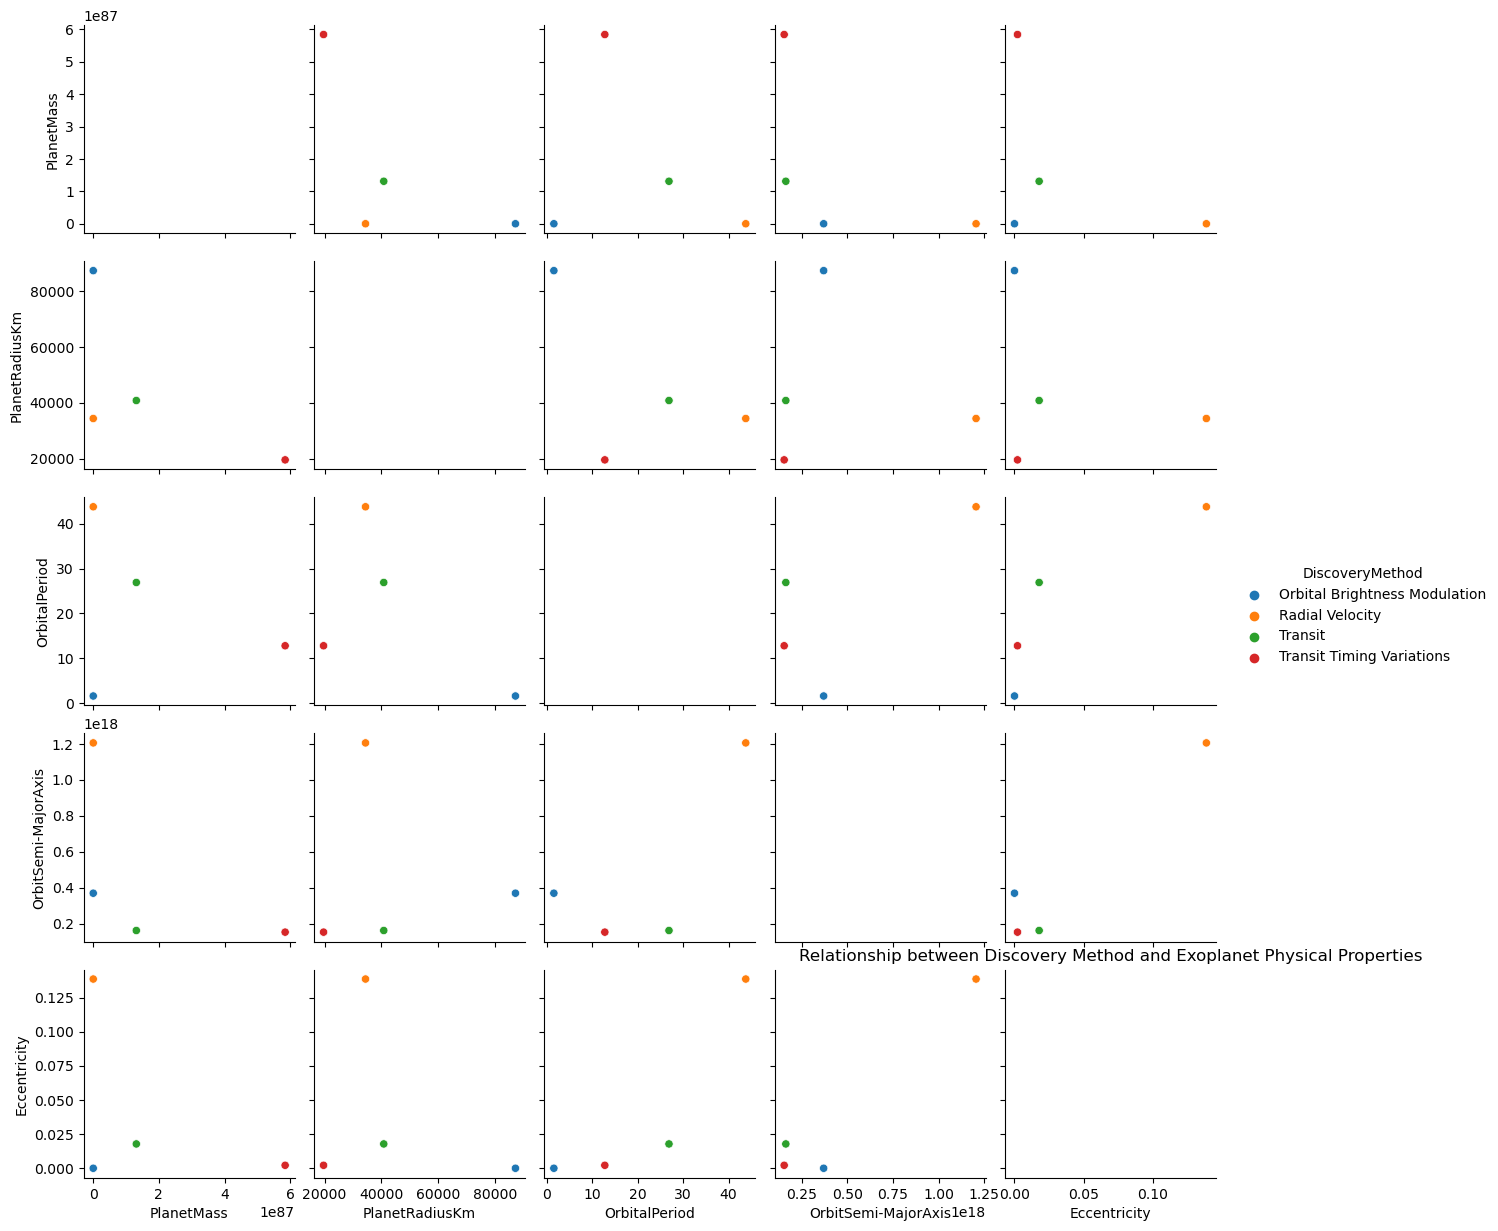 1e87
6
5
4
3
2
1
0
PlanetMass
80000
60000
40000
20000
PlanetRadiusKm
40
30
20
10
0
OrbitalPeriod
DiscoveryMethod
Orbital Brightness Modulation
Radial Velocity
Transit
Transit Timing Variations
1e18
1.2
1.0
0.8
0.6
0.4
0.2
OrbitSemi-MajorAxis
Relationship between Discovery Method and Exoplanet Physical Properties
0.125
0.100
0.075
0.050
0.025
0.000
Eccentricity
0 2 4 6
PlanetMass 1e87
20000 40000 60000 80000
PlanetRadiusKm
0 10 20 30 40
OrbitalPeriod
0.25 0.50 0.75 1.00 1.25
OrbitSemi-MajorAxis 1e18
0.00 0.05 0.10
Eccentricity